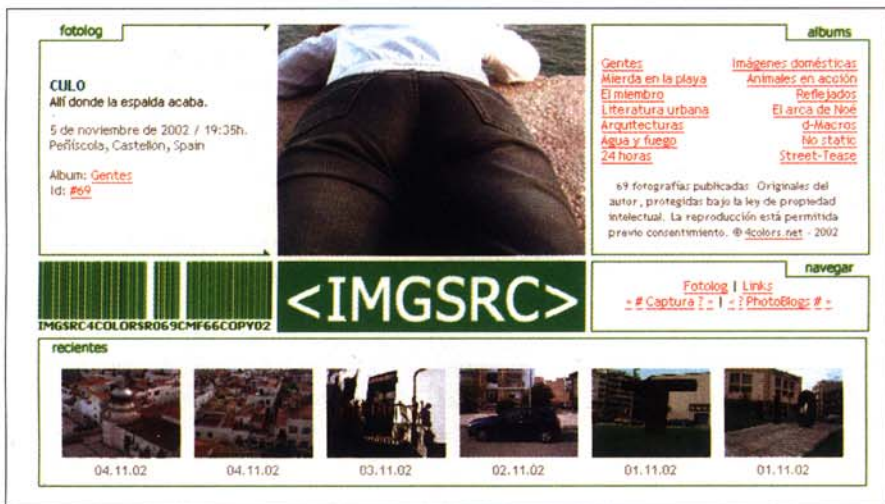 fotolog
CULO
Allí donde la espalda acaba.
5 de noviembre de 2002 / 19:35h.
Peñíscola, Castellon, Spain
Album: Gentes
Id: #69
albums
Gentes
Mierda en la playa
El miembro
Literatura urbana
Arquitecturas
Agua y fuego
24 horas
Imágenes domésticas
Animales en acción
Reflejados
El arca de Noé
d-Macros
No static
Street-Tease
69 fotografías publicadas Originales del
autor, protegidas bajo la ley de propiedad
intelectual. La reproducción está permitida
previo consentimiento. © 4colors.net - 2002
IMGSRC4COLORS$R069CMF66COPY02
<IMGSRC>
navegar
Fotolog | Links
- # Captura ? - | - ? PhotoBlogs # -
recientes
04.11.02
04.11.02
03.11.02
02.11.02
01.11.02
01.11.02